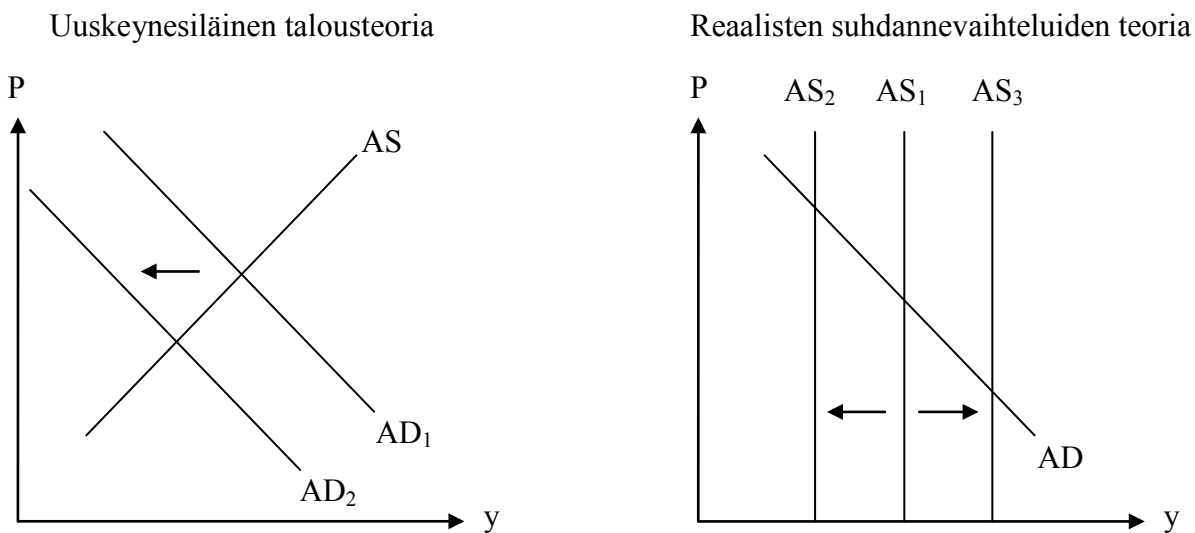 Uuskeynesiläinen talousteoria
P
AS
AD₁
AD₂
y
Reaalisten suhdannevaihteluiden teoria
P
AS₂ AS₁ AS₃
AD
y